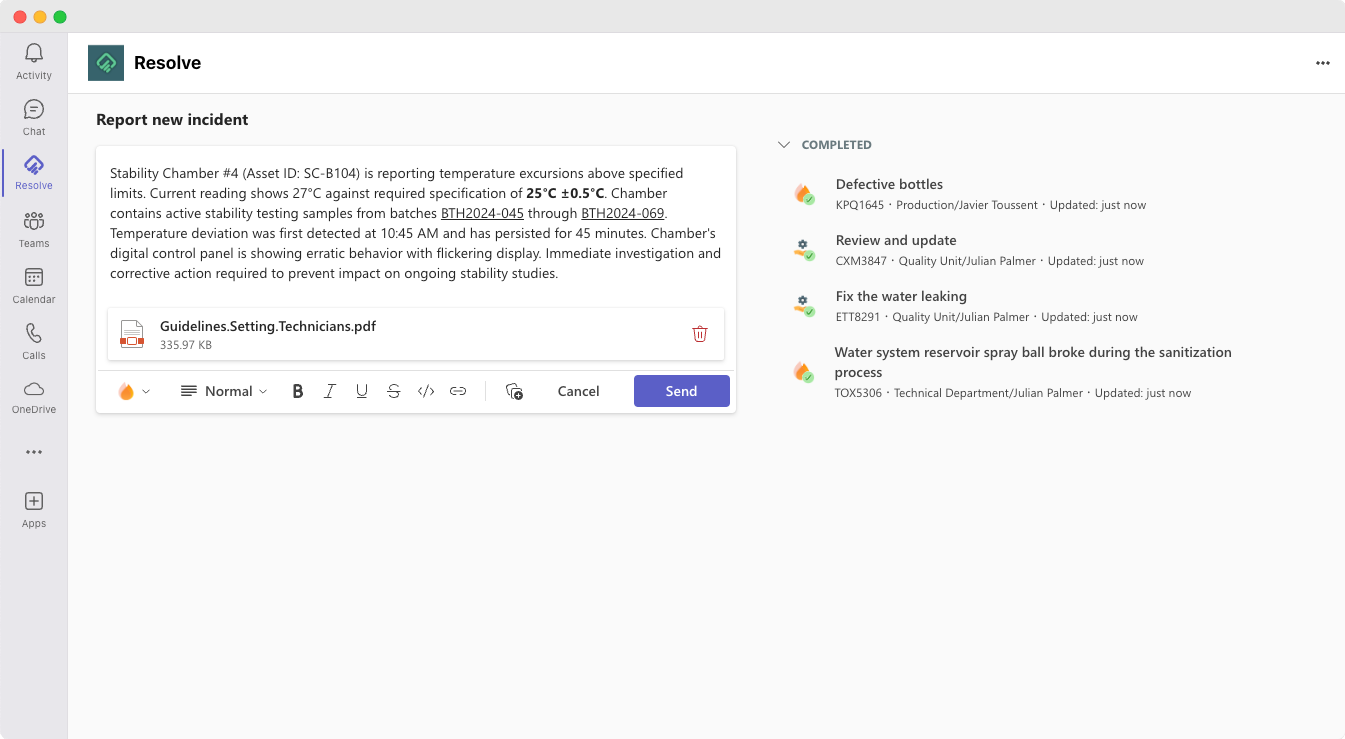 Activity
Chat
Resolve
Teams
Calendar
Calls
OneDrive
Apps
Resolve
Report new incident
Stability Chamber #4 (Asset ID: SC-B104) is reporting temperature excursions above specified
limits. Current reading shows 27°C against required specification of 25°C ±0.5°C. Chamber
contains active stability testing samples from batches BTH2024-045 through BTH2024-069.
Temperature deviation was first detected at 10:45 AM and has persisted for 45 minutes. Chamber's
digital control panel is showing erratic behavior with flickering display. Immediate investigation and
corrective action required to prevent impact on ongoing stability studies.
Guidelines.Setting.Technicians.pdf
335.97 KB
Normal B I U S </> Cancel Send
COMPLETED
Defective bottles
KPQ1645 · Production/Javier Toussent · Updated: just now
Review and update
CXM3847 · Quality Unit/Julian Palmer · Updated: just now
Fix the water leaking
ETT8291 · Quality Unit/Julian Palmer · Updated: just now
Water system reservoir spray ball broke during the sanitization
process
TOX5306 · Technical Department/Julian Palmer · Updated: just now